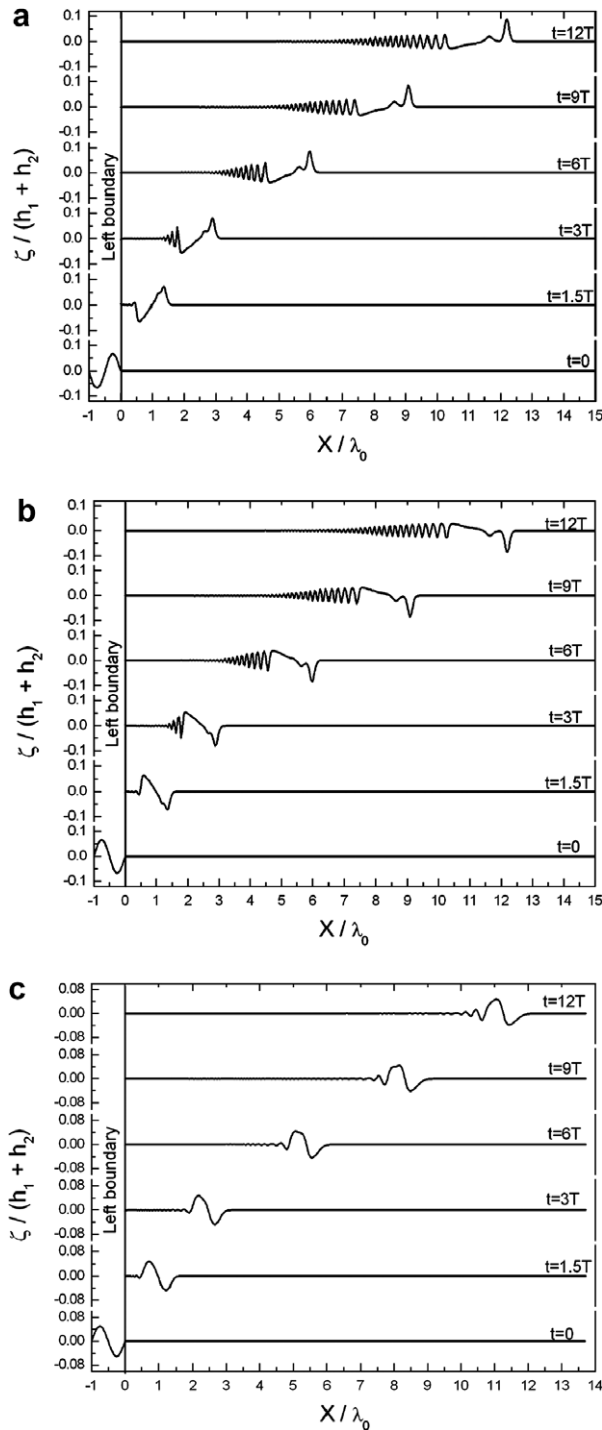 a
0.1
0.0
-0.1
t=12T
0.1
0.0
-0.1
t=9T
0.1
0.0
-0.1
t=6T
0.1
0.0
-0.1
t=3T
0.1
0.0
-0.1
t=1.5T
0.1
0.0
-0.1
t=0
ζ / (h₁ + h₂)
Left boundary
-1 0 1 2 3 4 5 6 7 8 9 10 11 12 13 14 15
X / λ₀
b
0.1
0.0
-0.1
t=12T
0.1
0.0
-0.1
t=9T
0.1
0.0
-0.1
t=6T
0.1
0.0
-0.1
t=3T
0.1
0.0
-0.1
t=1.5T
0.1
0.0
-0.1
t=0
ζ / (h₁ + h₂)
Left boundary
-1 0 1 2 3 4 5 6 7 8 9 10 11 12 13 14 15
X / λ₀
c
0.08
0.00
-0.08
t=12T
0.08
0.00
-0.08
t=9T
0.08
0.00
-0.08
t=6T
0.08
0.00
-0.08
t=3T
0.08
0.00
-0.08
t=1.5T
0.08
0.00
-0.08
t=0
ζ / (h₁ + h₂)
Left boundary
-1 0 1 2 3 4 5 6 7 8 9 10 11 12 13 14
X / λ₀